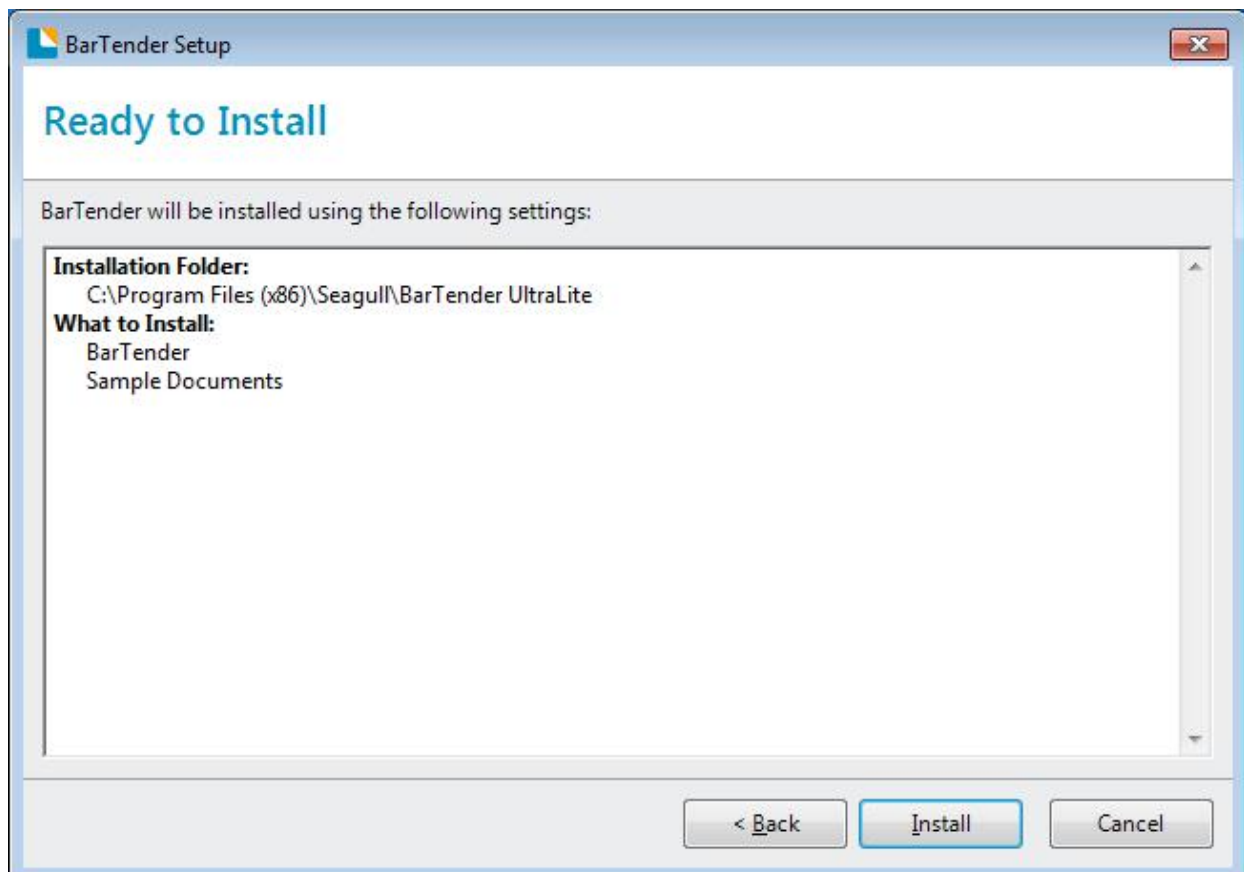 BarTender Setup
Ready to Install
BarTender will be installed using the following settings:
Installation Folder:
C:\Program Files (x86)\Seagull\BarTender UltraLite
What to Install:
BarTender
Sample Documents
< Back
Install
Cancel